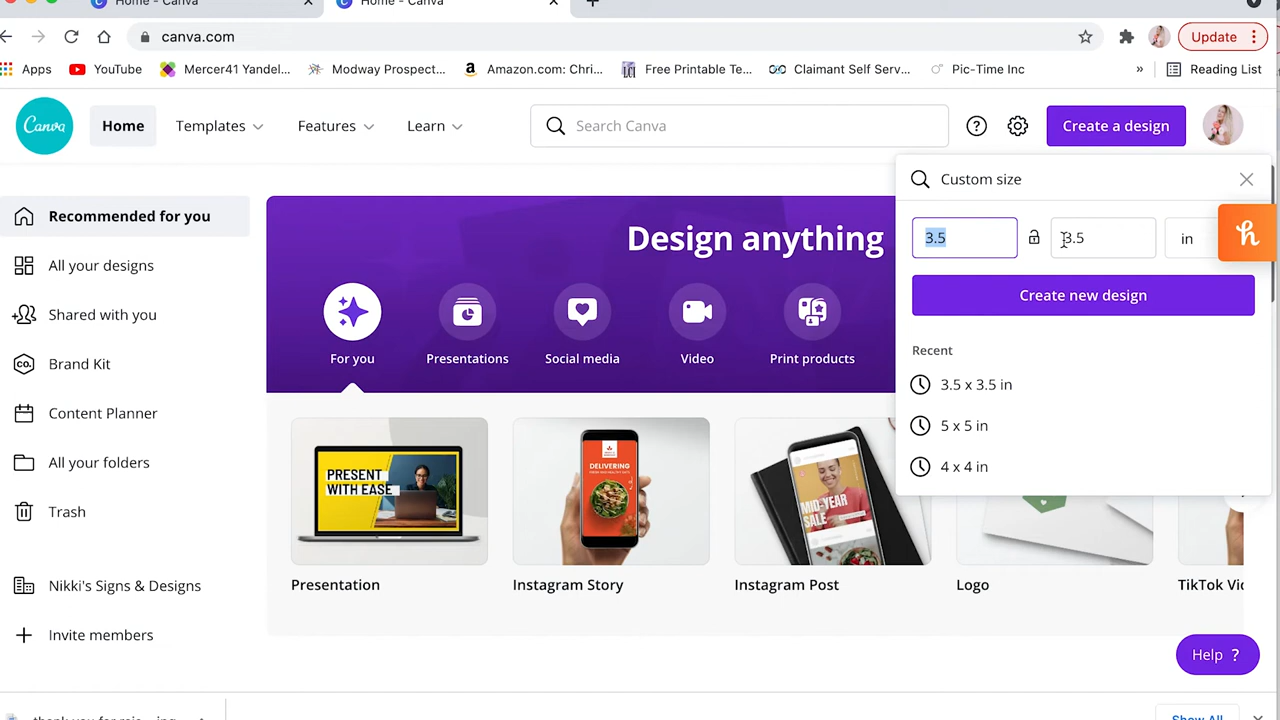 Home - Canva
Home - Canva
canva.com
Update
Apps
YouTube
Mercer41 Yandel...
Modway Prospect...
Amazon.com: Chri...
Free Printable Te...
Claimant Self Serv...
Pic-Time Inc
»
Reading List
Canva
Home
Templates
Features
Learn
Search Canva
Create a design
Custom size
3.5
3.5
in
h
Create new design
Recent
3.5 x 3.5 in
5 x 5 in
4 x 4 in
Recommended for you
All your designs
Shared with you
CO.
Brand Kit
Content Planner
All your folders
Trash
Nikki's Signs & Designs
Invite members
Design anything
For you
Presentations
Social media
Video
Print products
PRESENT
WITH EASE
DELIVERING
MID-YEAR
SALE
Presentation
Instagram Story
Instagram Post
Logo
TikTok Vi
Help ?
Show All